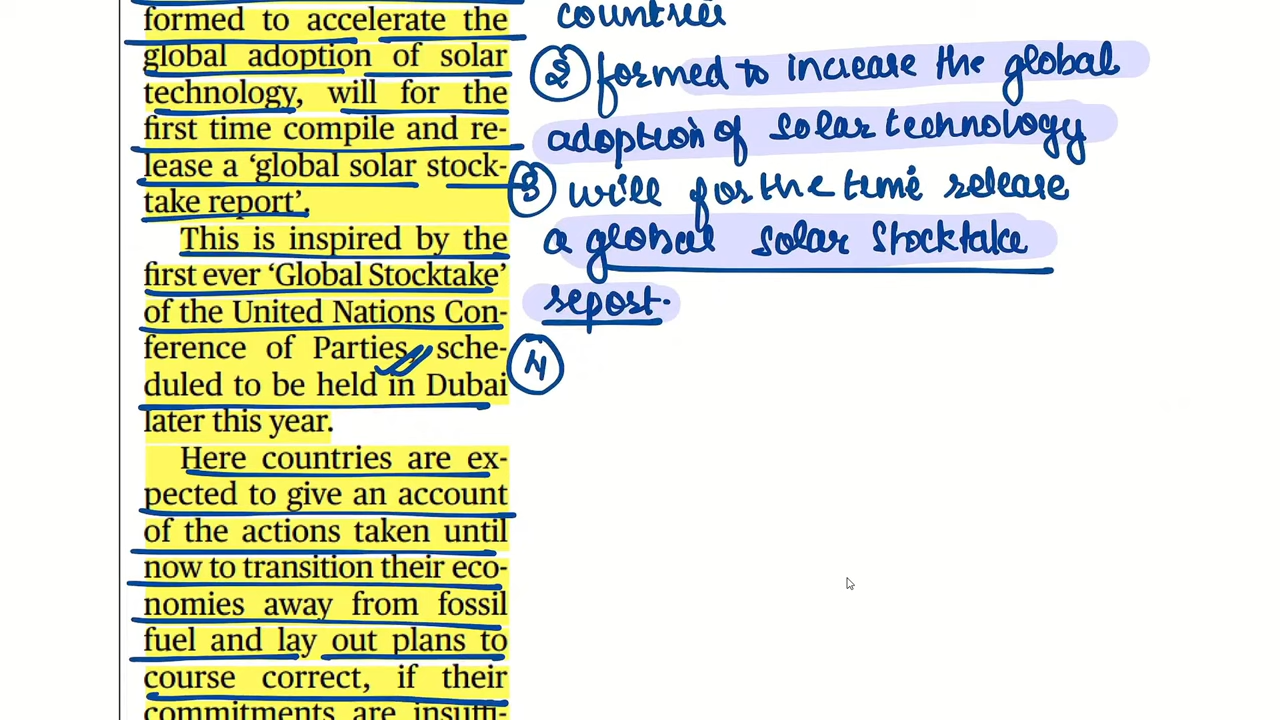 formed to accelerate the
global adoption of solar
technology, will for the
first time compile and re-
lease a 'global solar stock-
take report'.
This is inspired by the
first ever 'Global Stocktake'
of the United Nations Con-
ference of Parties, sche-
duled to be held in Dubai
later this year.
Here countries are ex-
pected to give an account
of the actions taken until
now to transition their eco-
nomies away from fossil
fuel and lay out plans to
course correct, if their
commitments are insuffi-
countries
② formed to increase the global
adoption of solar technology
③ will for the time release
a global solar stocktake
report.
④